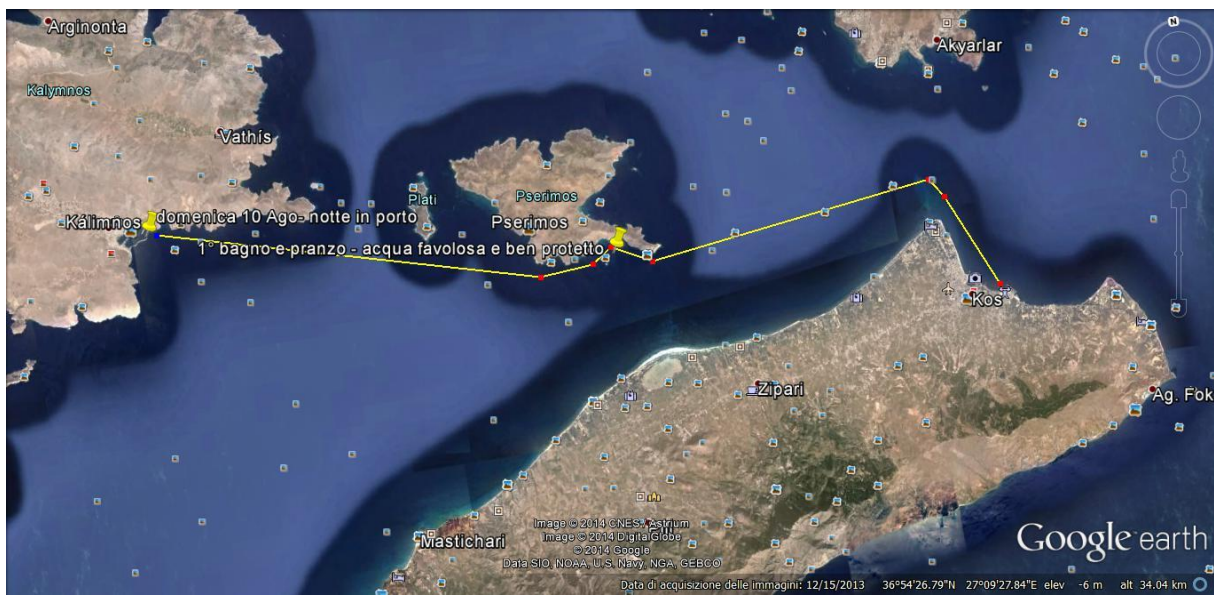 Arginonta
Akyarlar
N
Kalymnos
Vathís
Plati
Pserimos
Kálimnos
domenica 10 Ago- notte in porto
Pserimos
1° bagno e pranzo - acqua favolosa e ben protetto
Kos
Zipari
Ag. Fok
Mastichari
Image © 2014 CNES / Astrium
Image © 2014 DigitalGlobe
© 2014 Google
Data SIO, NOAA, U.S. Navy, NGA, GEBCO
Google earth
Data di acquisizione delle immagini: 12/15/2013 36°54'26.79"N 27°09'27.84"E elev -6 m alt 34.04 km